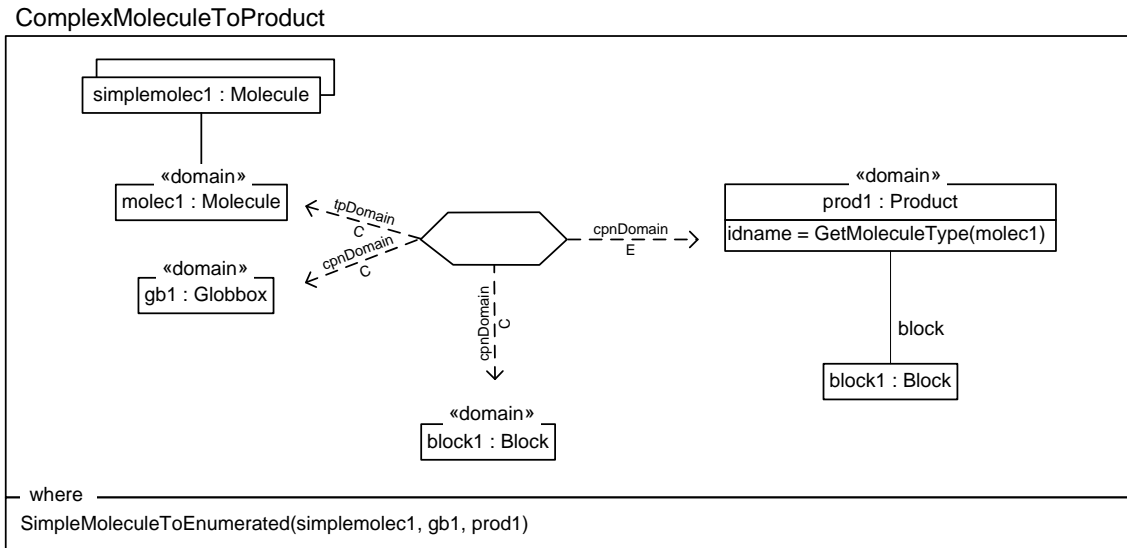 ComplexMoleculeToProduct
simplemolec1 : Molecule
«domain»
molec1 : Molecule
tpDomain
C
cpnDomain
C
«domain»
gb1 : Globbox
cpnDomain
C
«domain»
block1 : Block
cpnDomain
E
«domain»
prod1 : Product
idname = GetMoleculeType(molec1)
block
block1 : Block
where
SimpleMoleculeToEnumerated(simplemolec1, gb1, prod1)